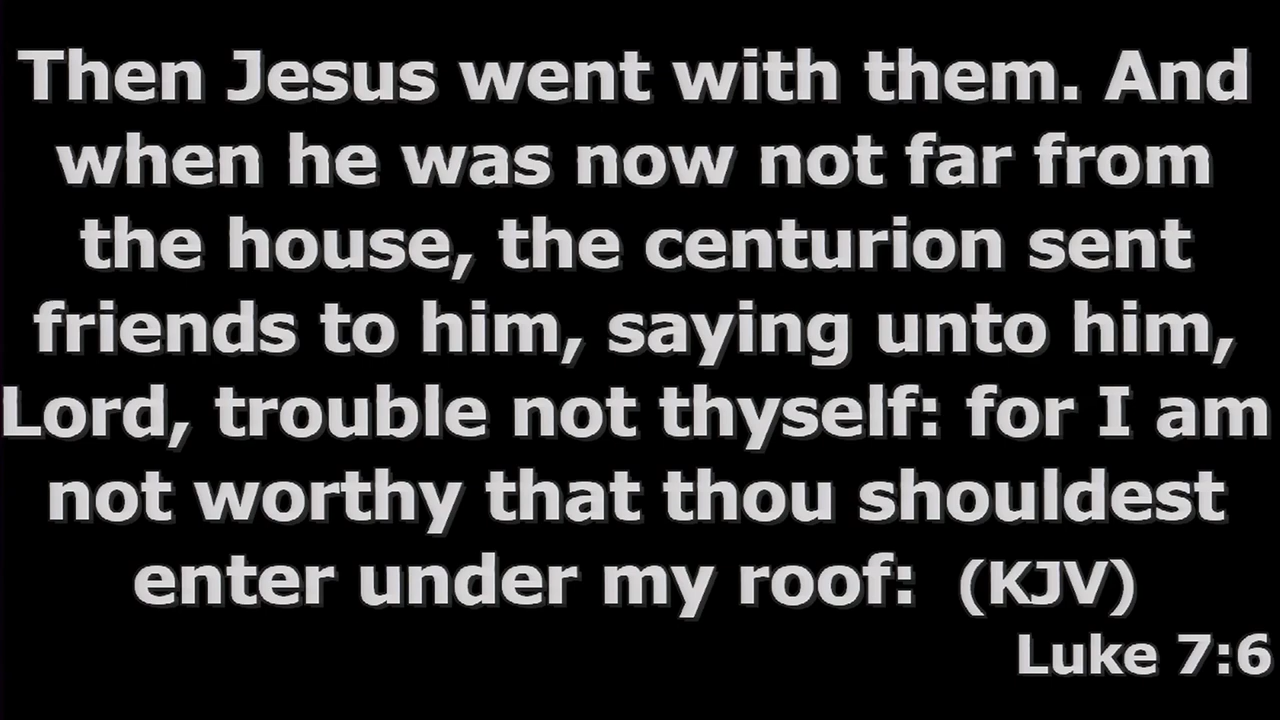 Then Jesus went with them. And
when he was now not far from
the house, the centurion sent
friends to him, saying unto him,
Lord, trouble not thyself: for I am
not worthy that thou shouldest
enter under my roof:  (KJV)
Luke 7:6